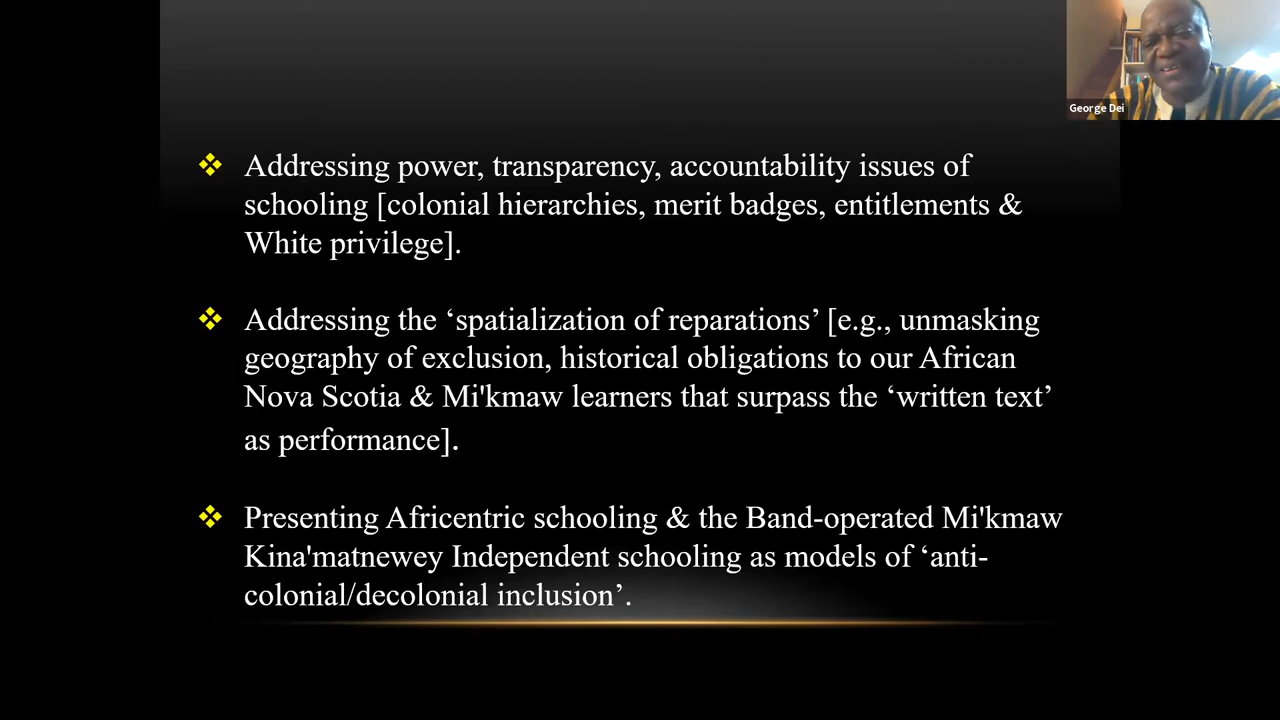 George Dei
Addressing power, transparency, accountability issues of
schooling [colonial hierarchies, merit badges, entitlements &
White privilege].
Addressing the ‘spatialization of reparations’ [e.g., unmasking
geography of exclusion, historical obligations to our African
Nova Scotia & Mi'kmaw learners that surpass the ‘written text’
as performance].
Presenting Africentric schooling & the Band-operated Mi'kmaw
Kina'matnewey Independent schooling as models of ‘anti-
colonial/decolonial inclusion’.